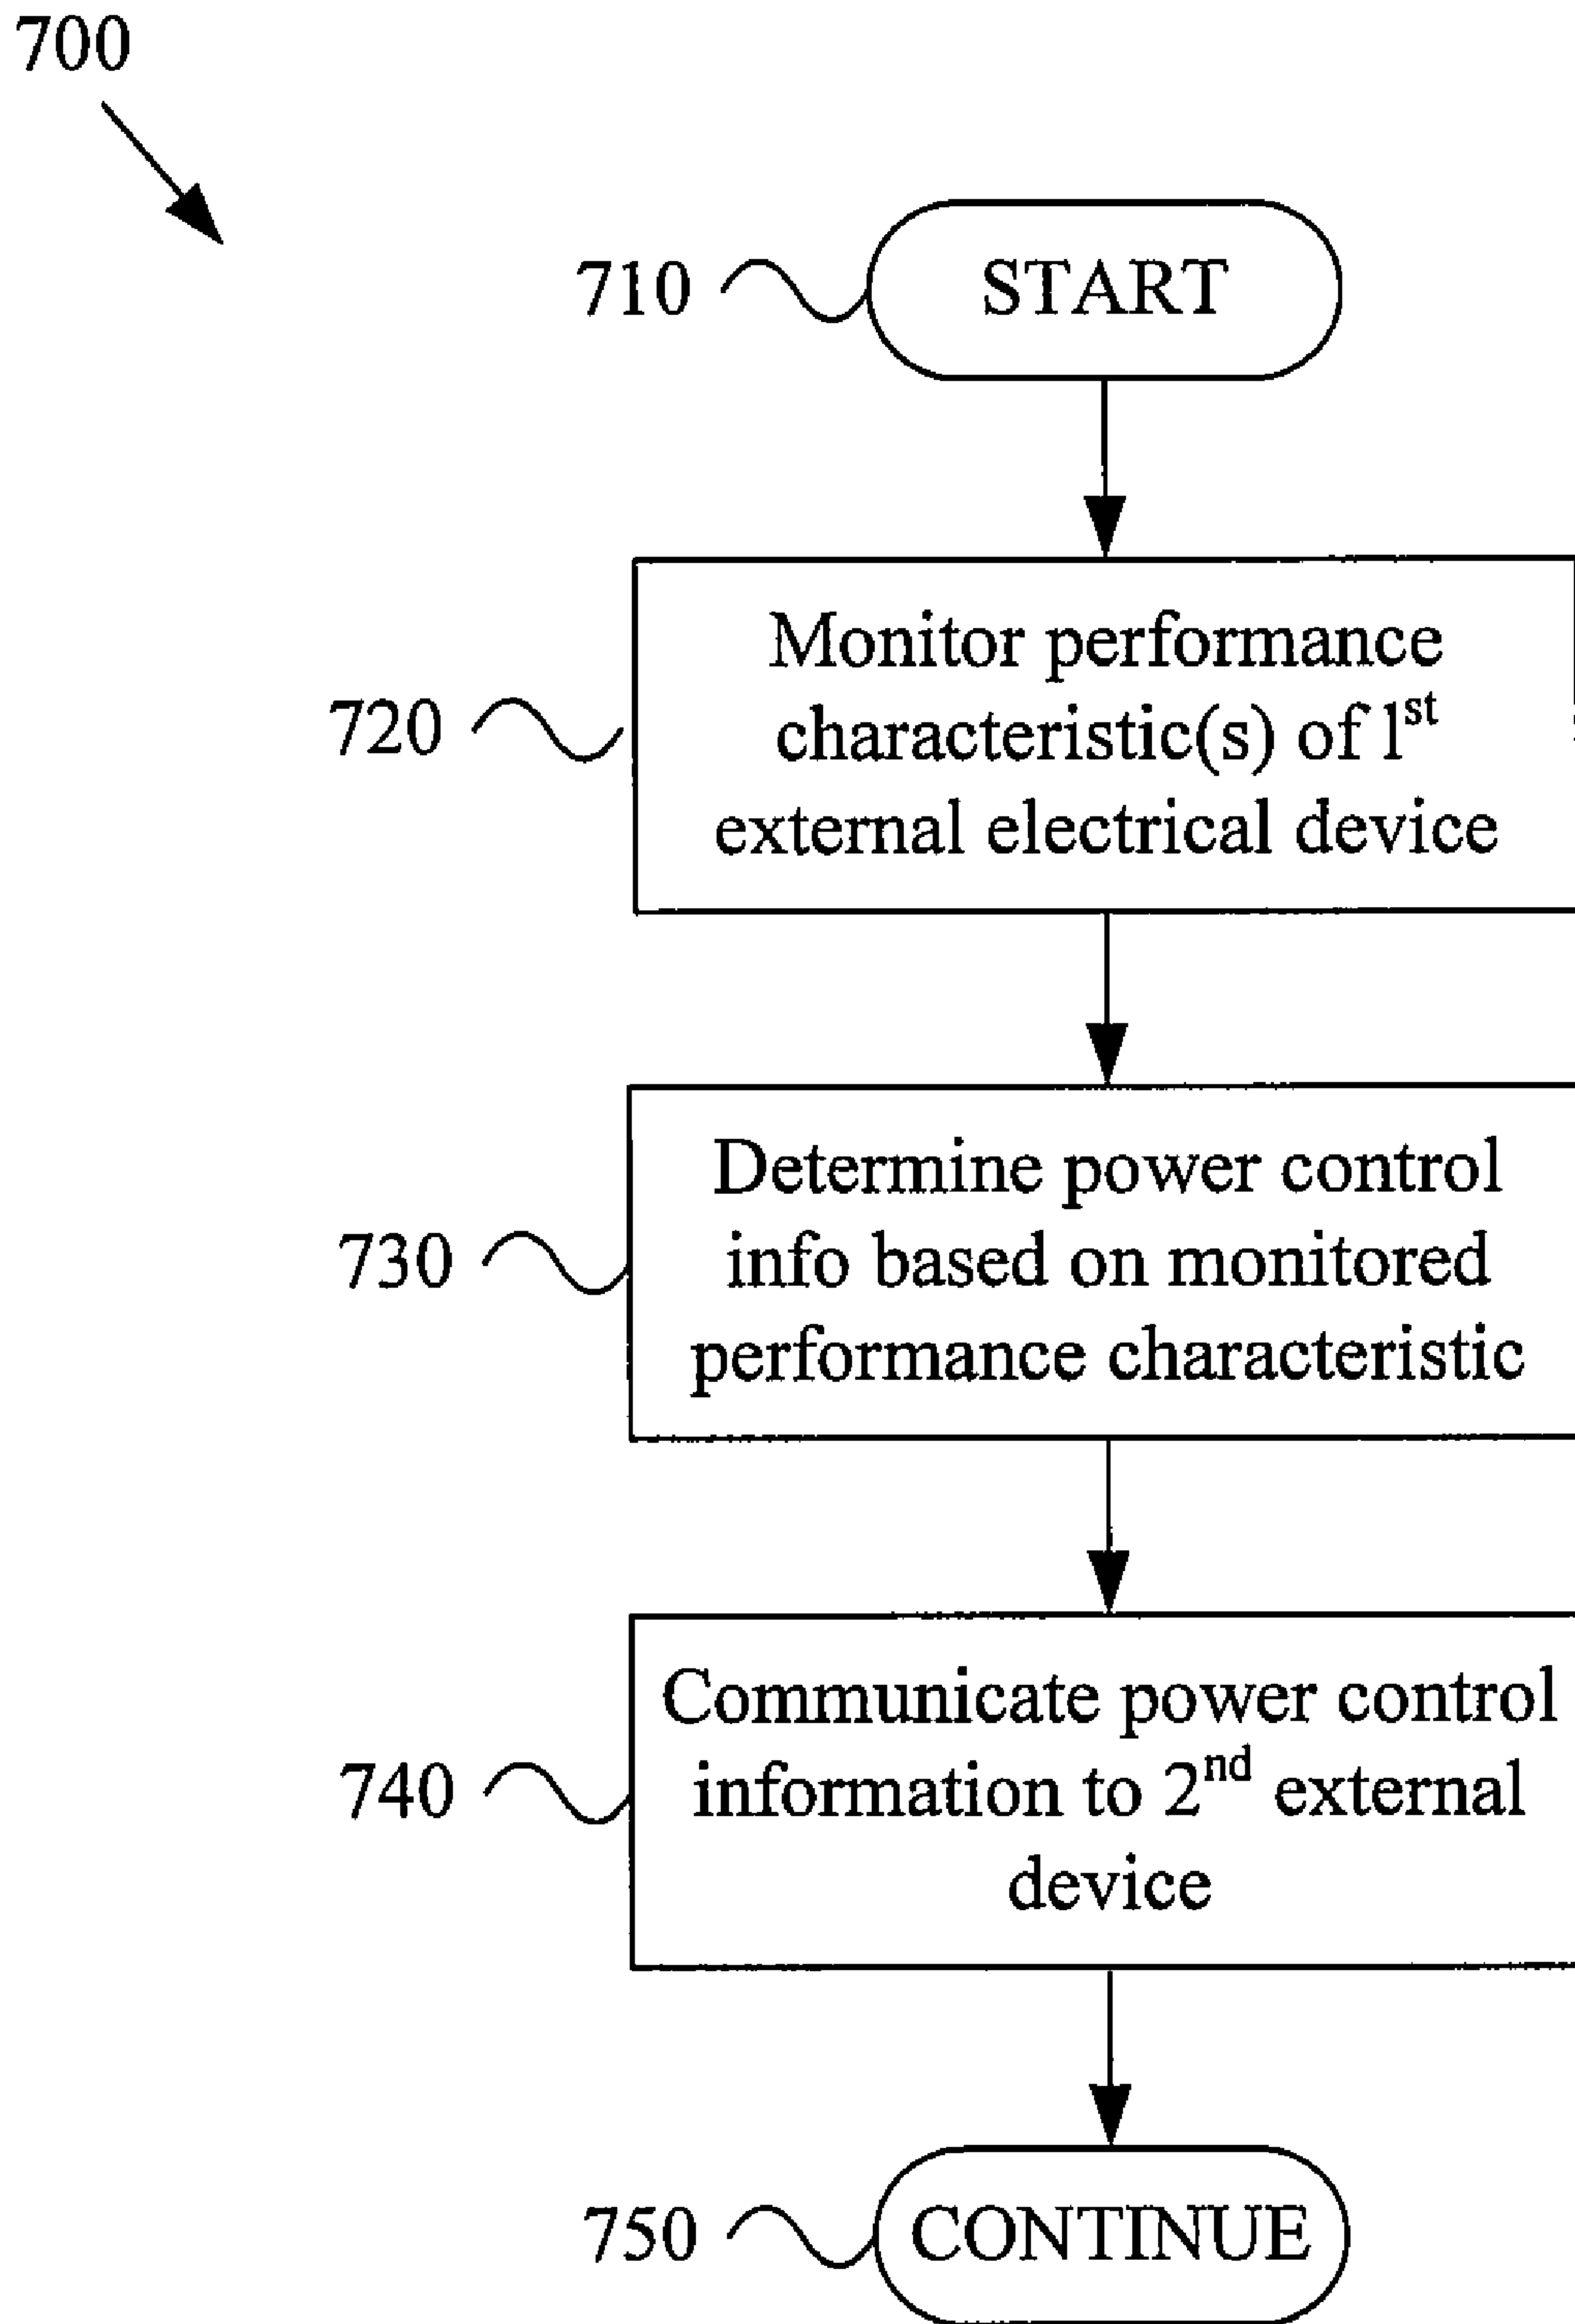 700
710
START
720
Monitor performance
characteristic(s) of 1st
external electrical device
730
Determine power control
info based on monitored
performance characteristic
740
Communicate power control
information to 2nd external
device
750
CONTINUE